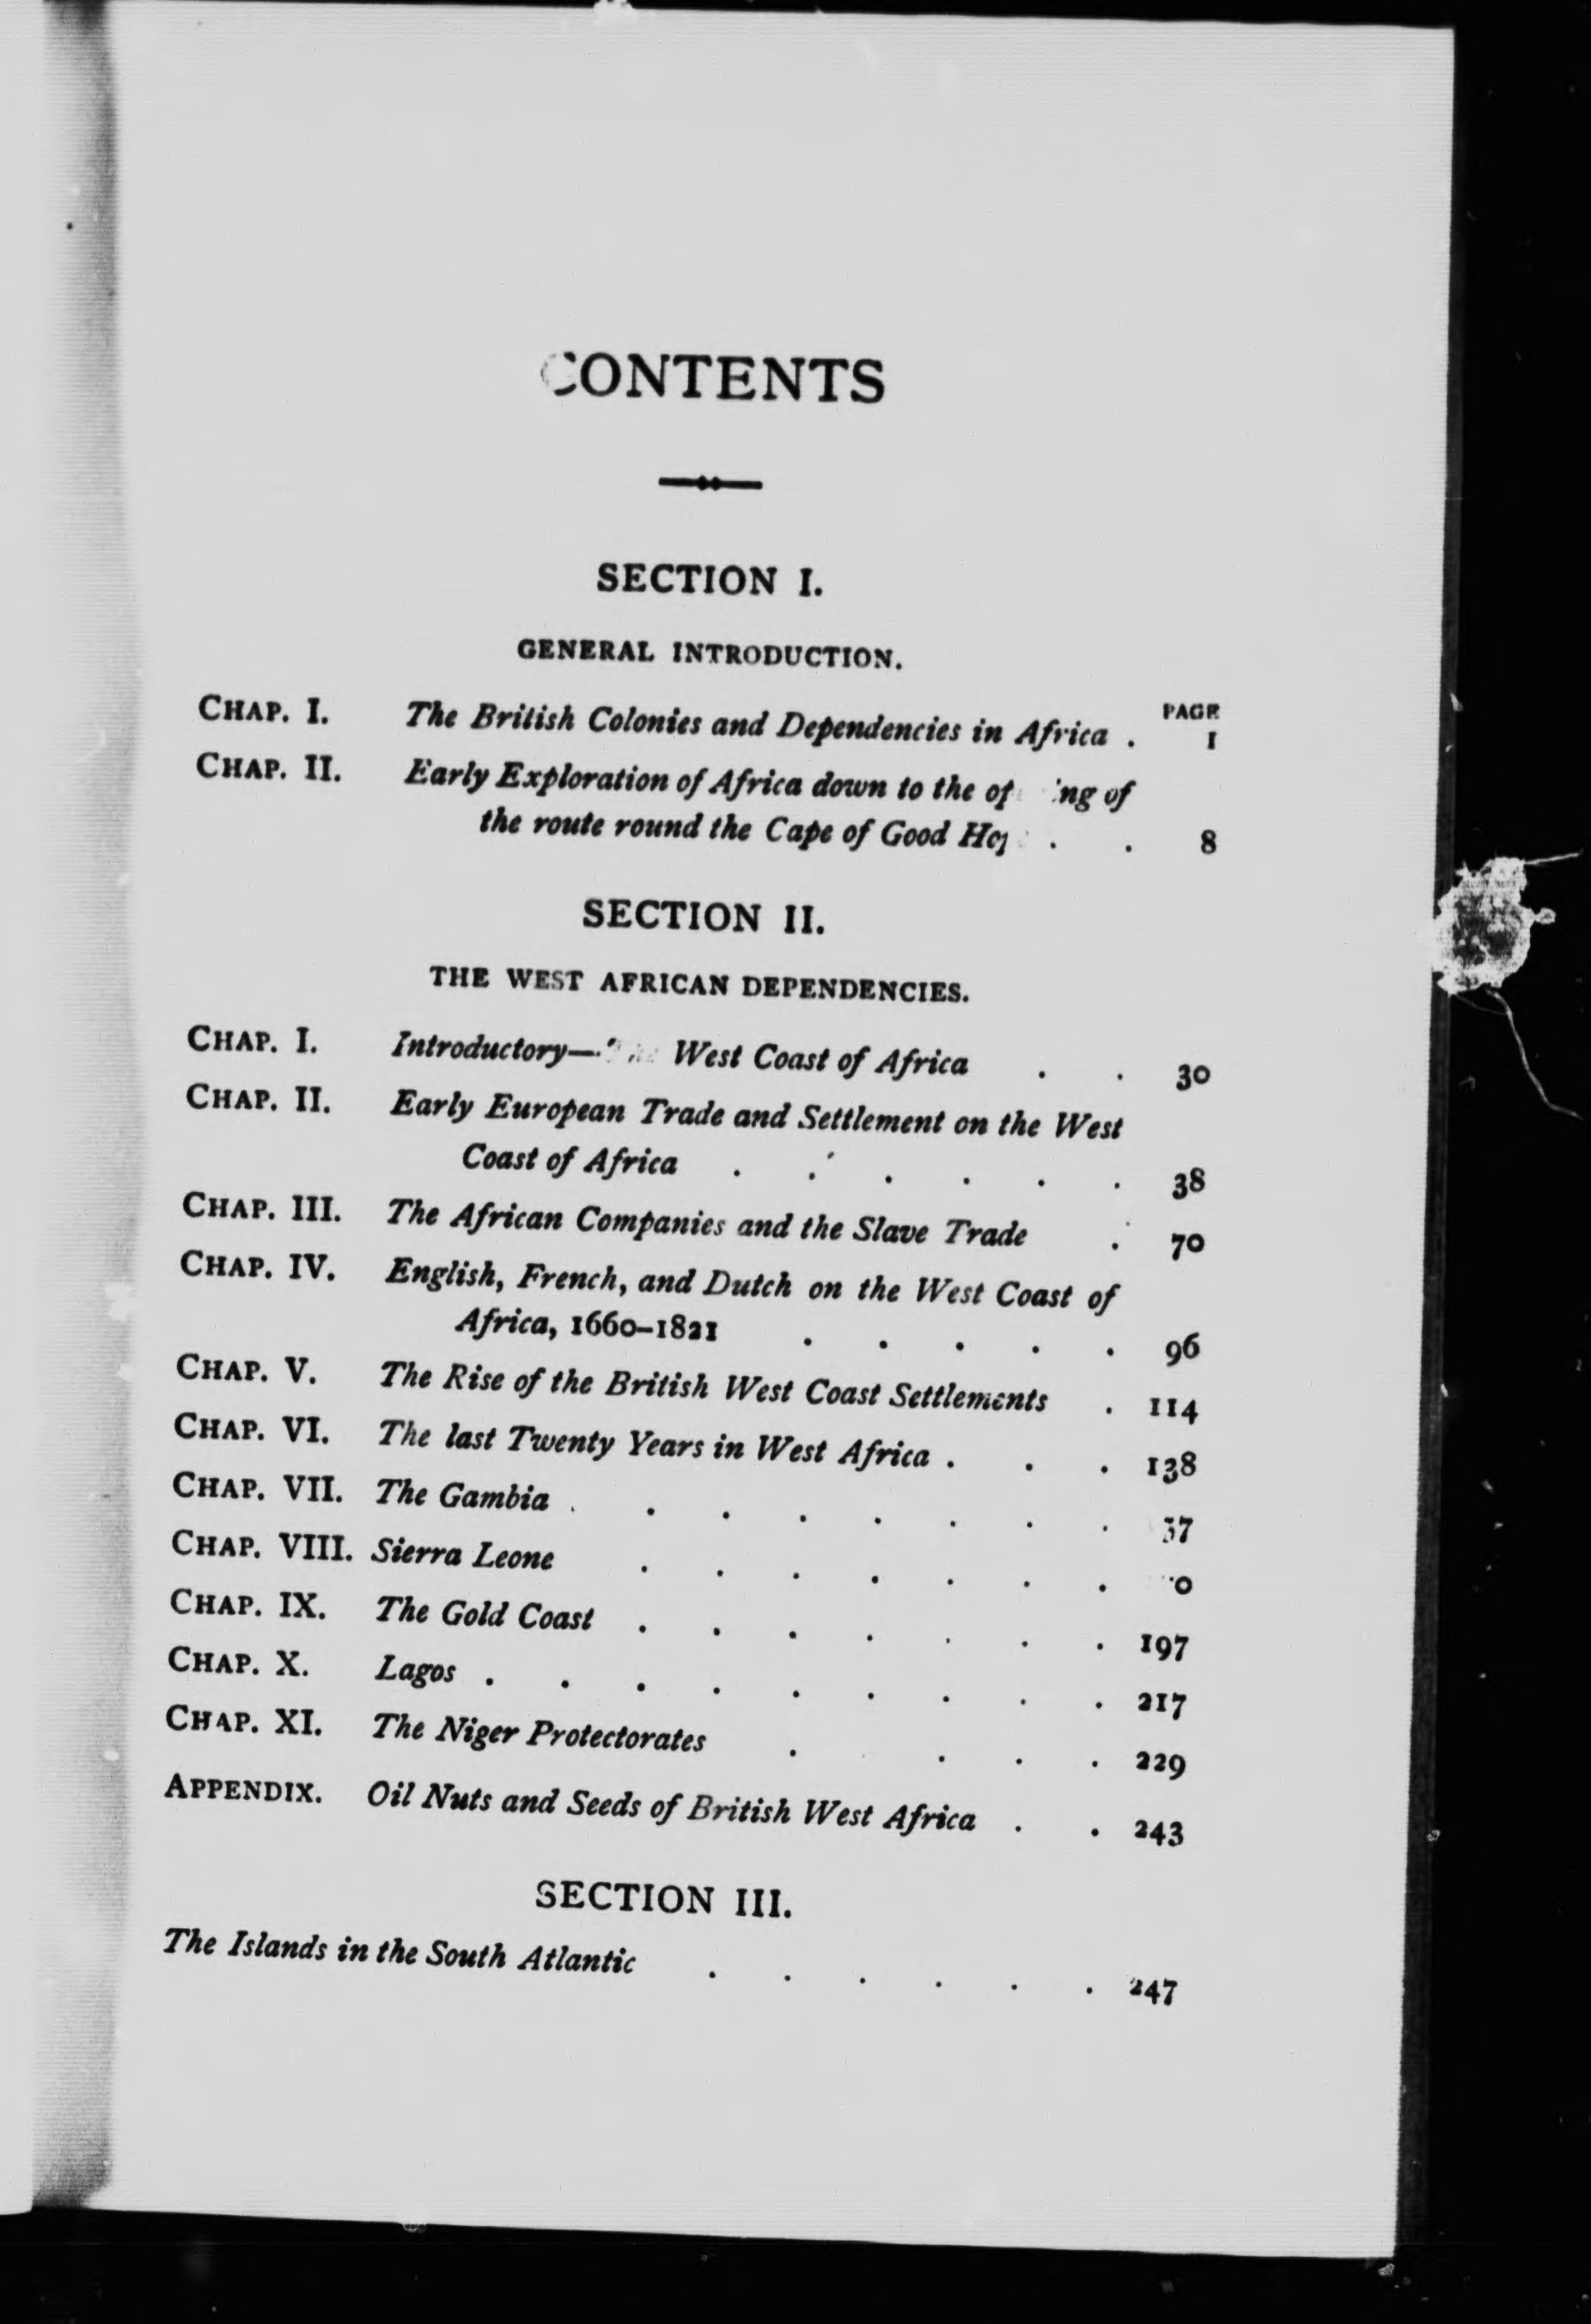 CONTENTS
SECTION I.
GENERAL INTRODUCTION.
PAGE
CHAP. I. The British Colonies and Dependencies in Africa . 1
CHAP. II. Early Exploration of Africa down to the of
the route round the Cape of Good . . 8
SECTION II.
THE WEST AFRICAN DEPENDENCIES.
CHAP. I. Introductory— West Coast of Africa . . 30
CHAP. II. Early European Trade and Settlement on the West
Coast of Africa . . . . . . 38
CHAP. III. The African Companies and the Slave Trade . 70
CHAP. IV. English, French, and Dutch on the West Coast of
Africa, 1660–1821 . . . . . 96
CHAP. V. The Rise of the British West Coast Settlements . 114
CHAP. VI. The last Twenty Years in West Africa . . . 138
CHAP. VII. The Gambia . . . . . . . .
CHAP. VIII. Sierra Leone . . . . . . .
CHAP. IX. The Gold Coast . . . . . . . 197
CHAP. X. Lagos . . . . . . . . . 217
CHAP. XI. The Niger Protectorates . . . . 229
APPENDIX. Oil Nuts and Seeds of British West Africa . . 243
SECTION III.
The Islands in the South Atlantic . . . . . . 247